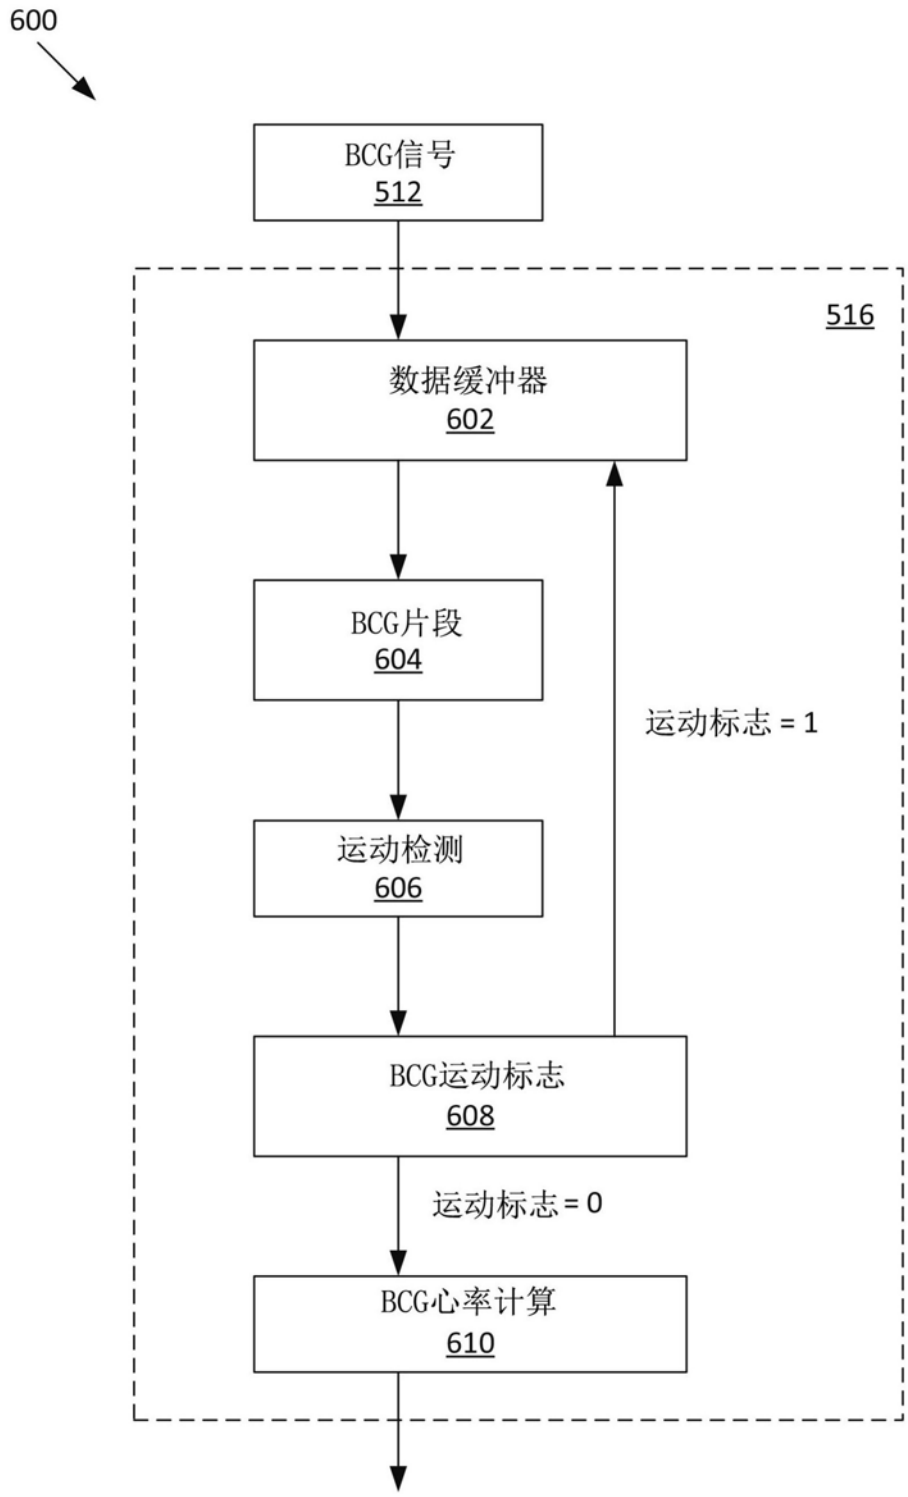 600
BCG信号
512
516
数据缓冲器
602
BCG片段
604
运动标志 = 1
运动检测
606
BCG运动标志
608
运动标志 = 0
BCG心率计算
610